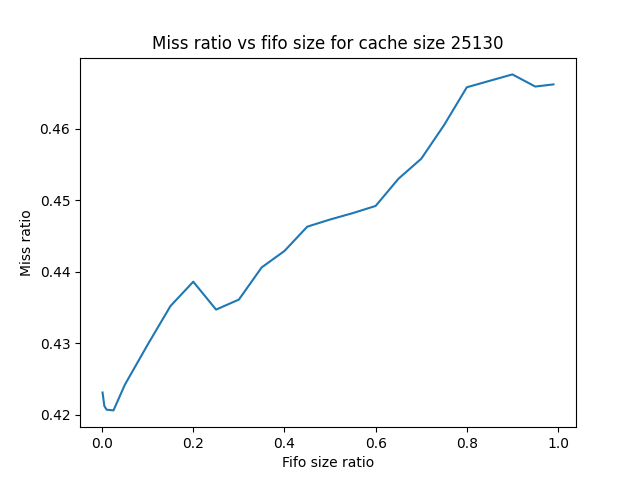 Miss ratio vs fifo size for cache size 25130
Miss ratio
0.46
0.45
0.44
0.43
0.42
0.0 0.2 0.4 0.6 0.8 1.0
Fifo size ratio